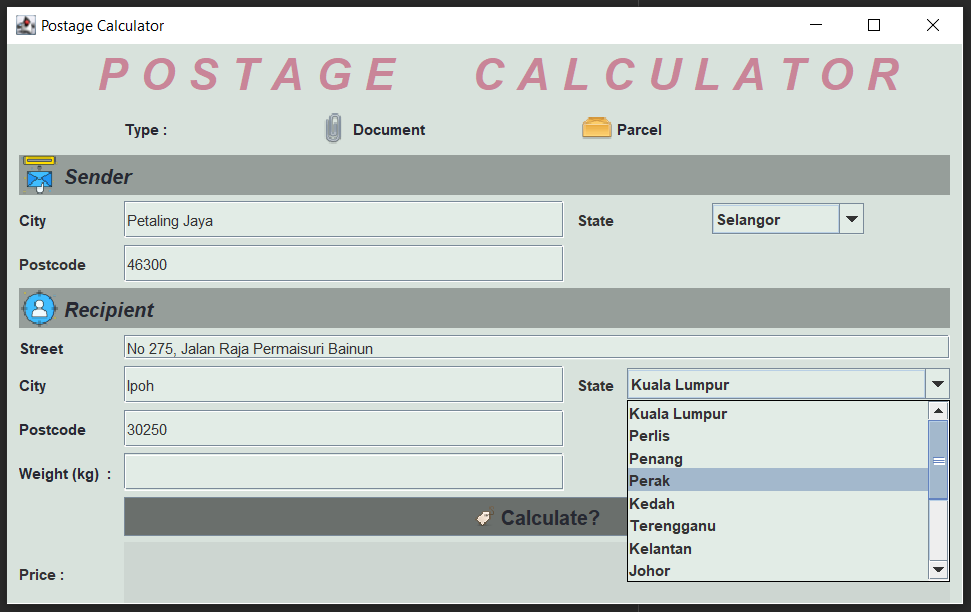 Postage Calculator
POSTAGE CALCULATOR
Type : Document Parcel
Sender
City Petaling Jaya State Selangor
Postcode 46300
Recipient
Street No 275, Jalan Raja Permaisuri Bainun
City Ipoh State Kuala Lumpur
Kuala Lumpur
Perlis
Postcode 30250
Penang
Weight (kg) : Perak
Kedah
Calculate? Terengganu
Kelantan
Price : Johor